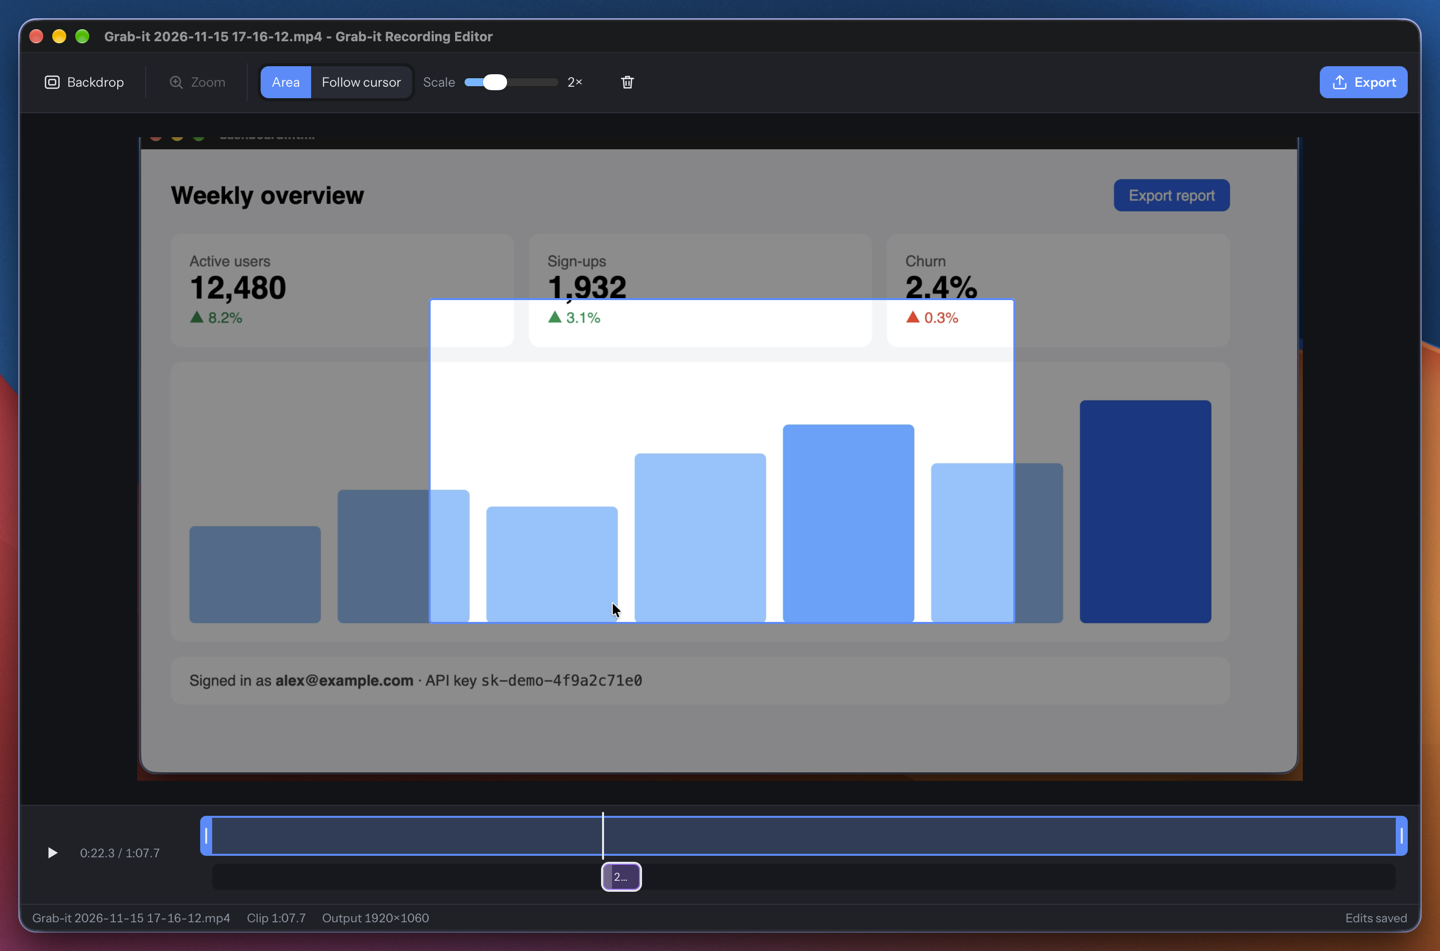 Grab-it 2026-11-15 17-16-12.mp4 - Grab-it Recording Editor
Backdrop
Zoom
Area
Follow cursor
Scale
2×
Export
Weekly overview
Export report
Active users
12,480
▲ 8.2%
Sign-ups
1,932
▲ 3.1%
Churn
2.4%
▲ 0.3%
Signed in as alex@example.com · API key sk-demo-4f9a2c71e0
0:22.3 / 1:07.7
2...
Grab-it 2026-11-15 17-16-12.mp4
Clip 1:07.7
Output 1920×1060
Edits saved